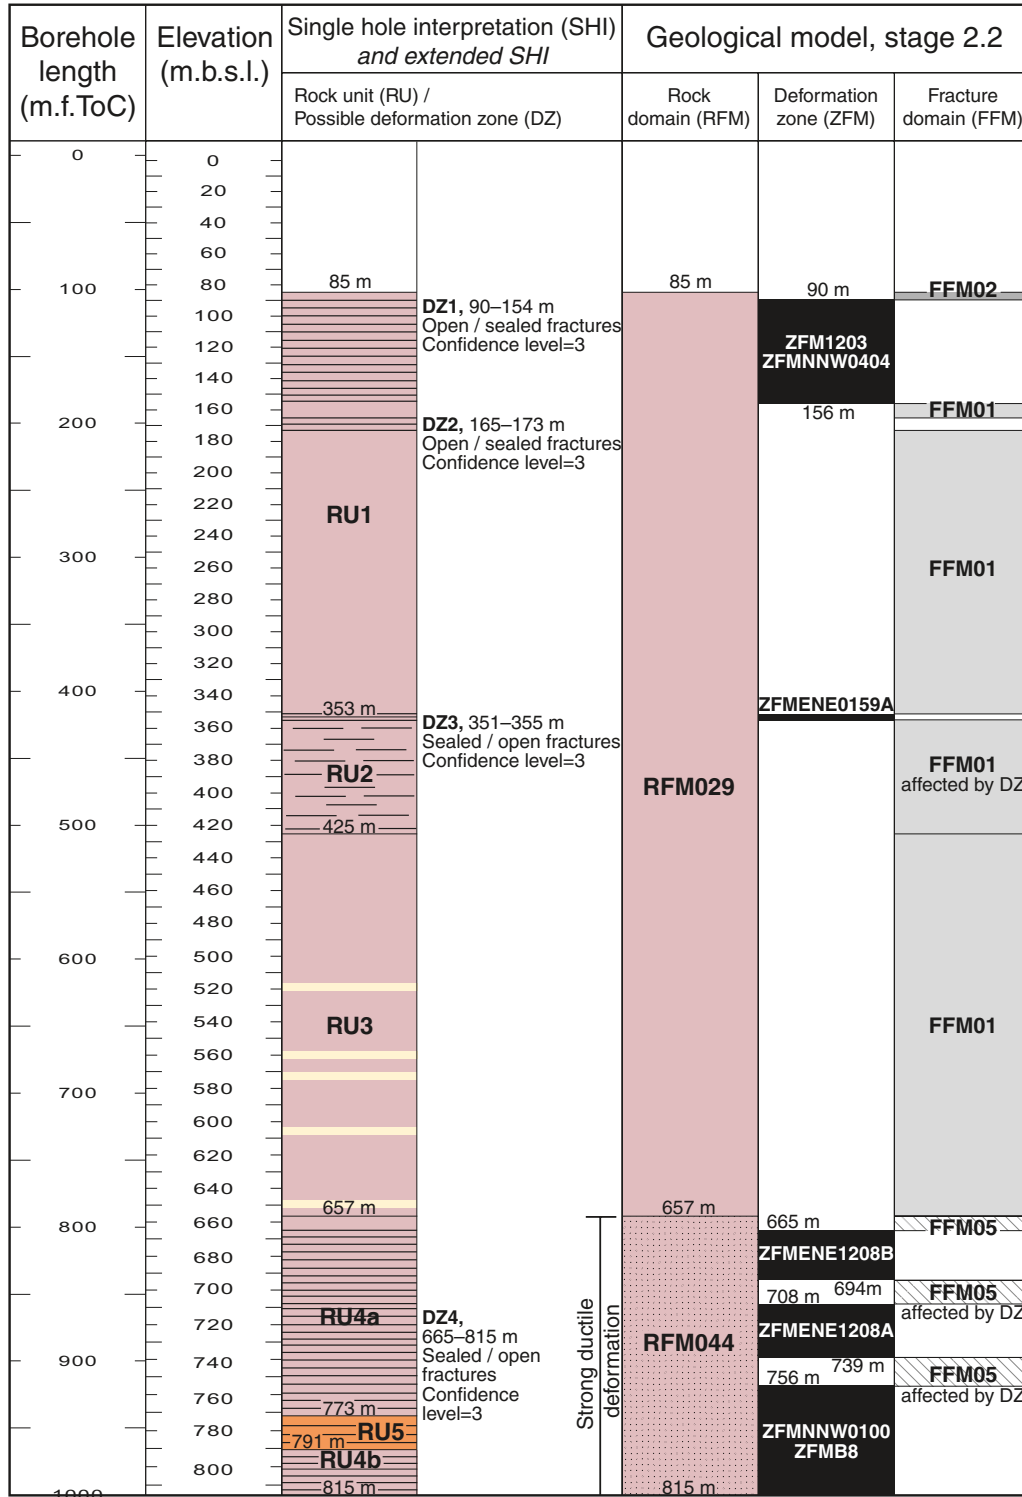 Borehole
length
(m.f.ToC)
Elevation
(m.b.s.l.)
Single hole interpretation (SHI)
and extended SHI
Geological model, stage 2.2
Rock unit (RU) /
Possible deformation zone (DZ)
Rock
domain (RFM)
Deformation
zone (ZFM)
Fracture
domain (FFM)
0
100
200
300
400
500
600
700
800
900
1000
0
20
40
60
80
100
120
140
160
180
200
220
240
260
280
300
320
340
360
380
400
420
440
460
480
500
520
540
560
580
600
620
640
660
680
700
720
740
760
780
800
85 m
RU1
353 m
RU2
425 m
RU3
657 m
RU4a
773 m
RU5
791 m
RU4b
815 m
DZ1, 90–154 m
Open / sealed fractures
Confidence level=3
DZ2, 165–173 m
Open / sealed fractures
Confidence level=3
DZ3, 351–355 m
Sealed / open fractures
Confidence level=3
DZ4,
665–815 m
Sealed / open
fractures
Confidence
level=3
Strong ductile
deformation
85 m
RFM029
657 m
RFM044
815 m
90 m
ZFM1203
ZFMNNW0404
156 m
ZFMENE0159A
665 m
ZFMENE1208B
694m
708 m
ZFMENE1208A
739 m
756 m
ZFMNNW0100
ZFMB8
FFM02
FFM01
FFM01
FFM01
affected by DZ
FFM01
FFM05
FFM05
affected by DZ
FFM05
affected by DZ